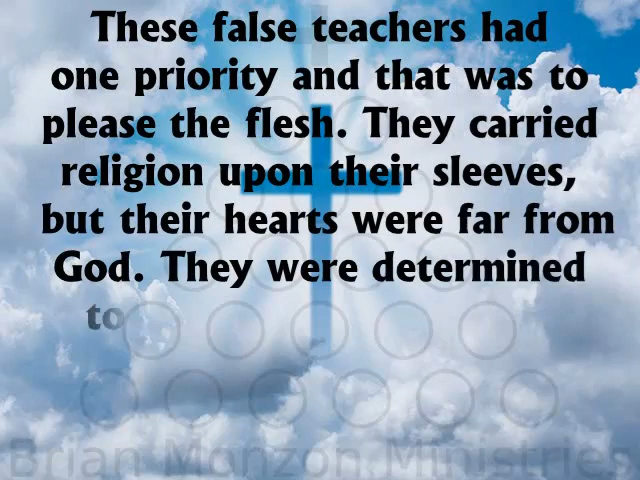 These false teachers had
one priority and that was to
please the flesh. They carried
religion upon their sleeves,
but their hearts were far from
God. They were determined
to
Brian Monzon Ministries